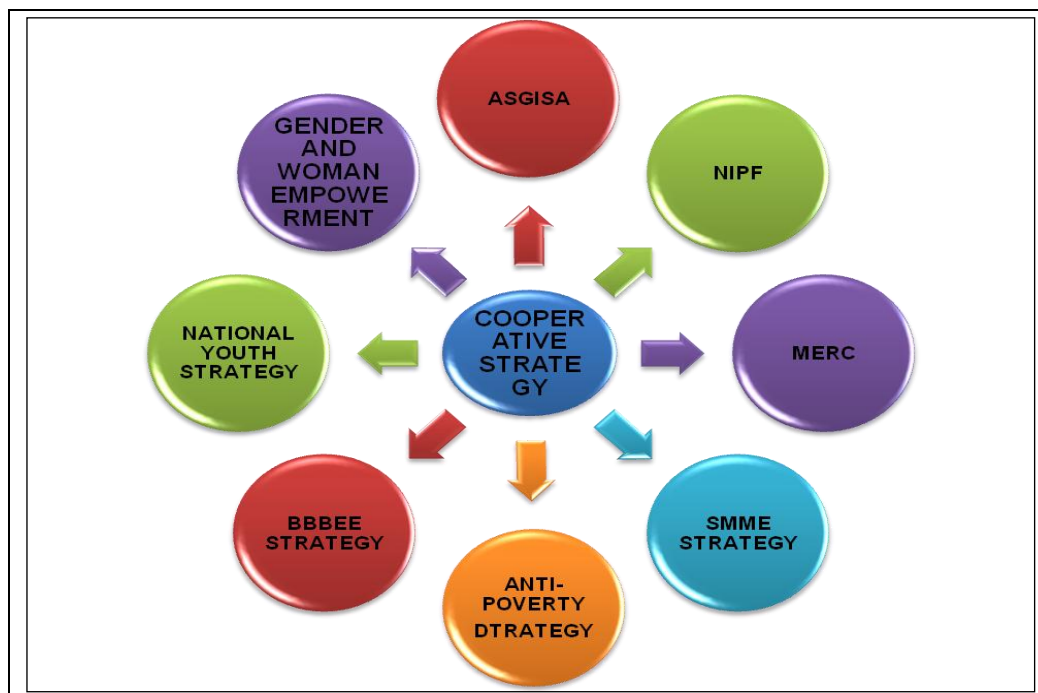 ASGISA
GENDER
AND
WOMAN
EMPOWE
RMENT
NIPF
NATIONAL
YOUTH
STRATEGY
COOPER
ATIVE
STRATE
GY
MERC
BBBEE
STRATEGY
SMME
STRATEGY
ANTI-
POVERTY
DTRATEGY